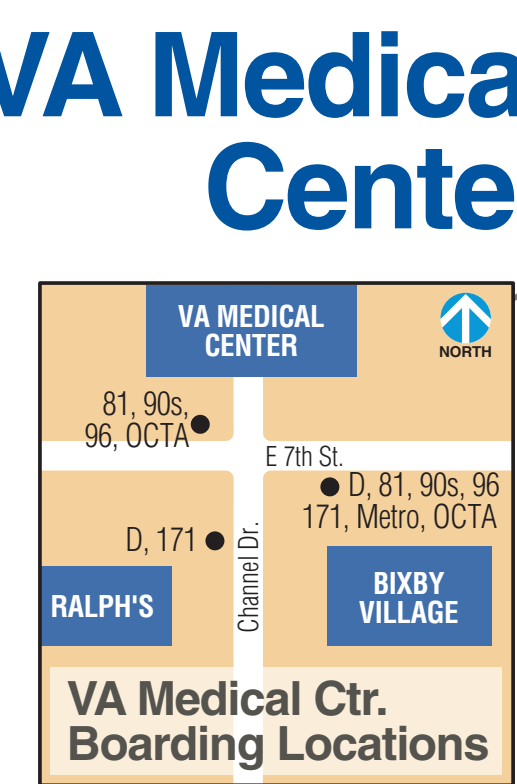 VA Medica
Cente
VA MEDICAL
CENTER
NORTH
81, 90s,
96, OCTA
E 7th St.
D, 81, 90s, 96
171, Metro, OCTA
D, 171
Channel Dr.
RALPH'S
BIXBY
VILLAGE
VA Medical Ctr.
Boarding Locations